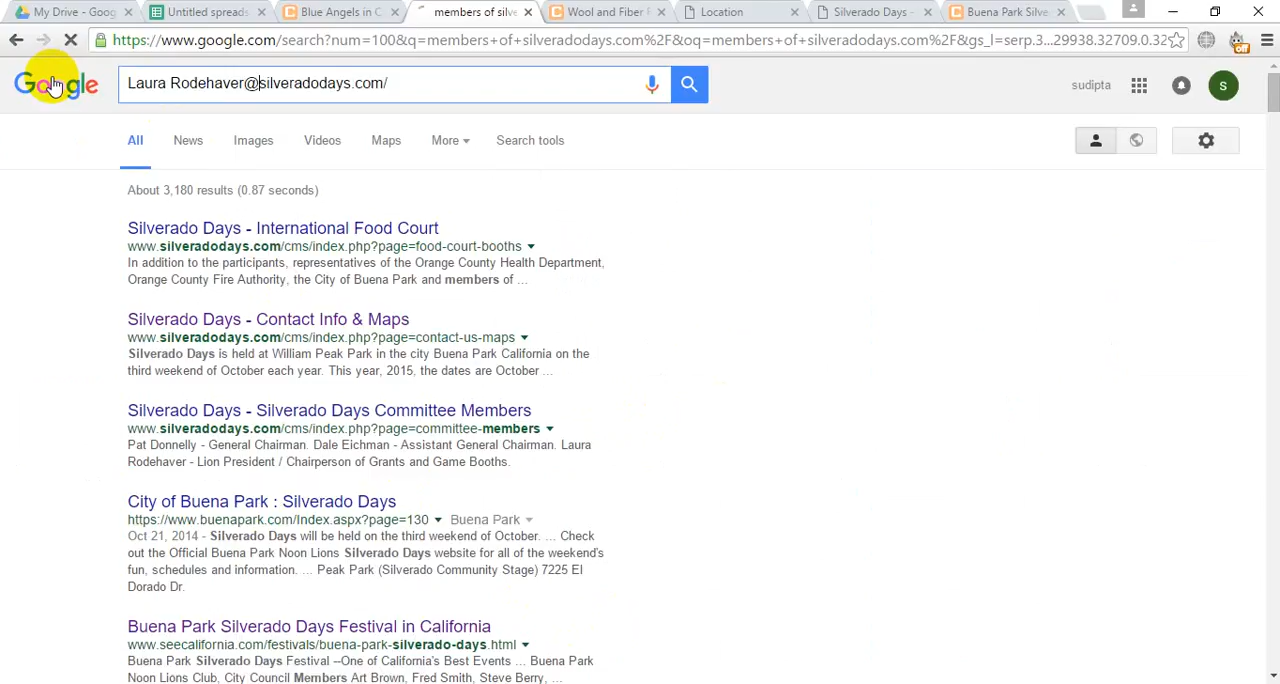 My Drive - Goog
Untitled spreads
Blue Angels in C
members of silve
Wool and Fiber F
Location
Silverado Days -
Buena Park Silve
https://www.google.com/search?num=100&q=members+of+silveradodays.com%2F&oq=members+of+silveradodays.com%2F&gs_l=serp.3...29938.32709.0.32
off
Google
Laura Rodehaver@silveradodays.com/
sudipta
S
All News Images Videos Maps More Search tools
About 3,180 results (0.87 seconds)
Silverado Days - International Food Court
www.silveradodays.com/cms/index.php?page=food-court-booths
In addition to the participants, representatives of the Orange County Health Department,
Orange County Fire Authority, the City of Buena Park and members of ...
Silverado Days - Contact Info & Maps
www.silveradodays.com/cms/index.php?page=contact-us-maps
Silverado Days is held at William Peak Park in the city Buena Park California on the
third weekend of October each year. This year, 2015, the dates are October ...
Silverado Days - Silverado Days Committee Members
www.silveradodays.com/cms/index.php?page=committee-members
Pat Donnelly - General Chairman. Dale Eichman - Assistant General Chairman. Laura
Rodehaver - Lion President / Chairperson of Grants and Game Booths.
City of Buena Park : Silverado Days
https://www.buenapark.com/Index.aspx?page=130 Buena Park
Oct 21, 2014 - Silverado Days will be held on the third weekend of October. ... Check
out the Official Buena Park Noon Lions Silverado Days website for all of the weekend's
fun, schedules and information. ... Peak Park (Silverado Community Stage) 7225 El
Dorado Dr.
Buena Park Silverado Days Festival in California
www.seecalifornia.com/festivals/buena-park-silverado-days.html
Buena Park Silverado Days Festival --One of California's Best Events ... Buena Park
Noon Lions Club, City Council Members Art Brown, Fred Smith, Steve Berry, ...